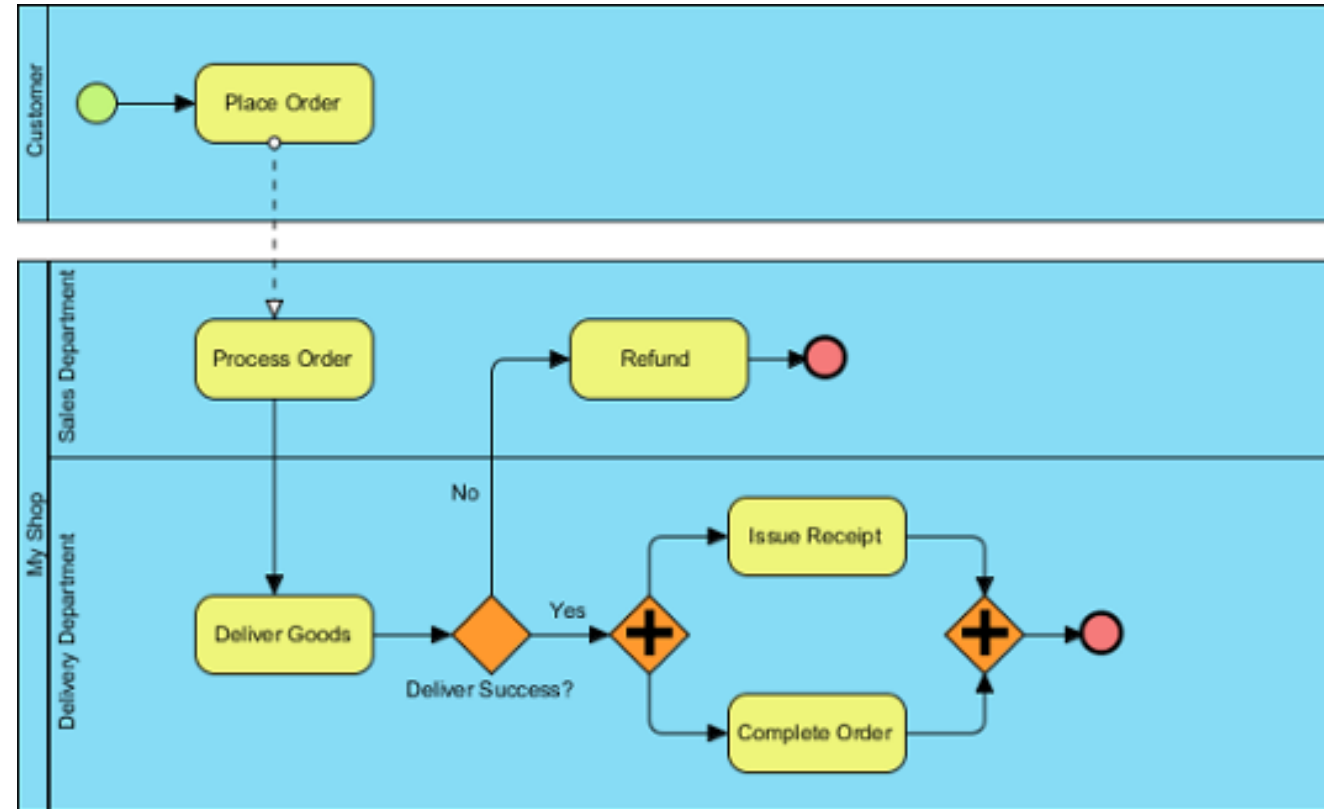 Customer
Place Order
My Shop
Sales Department
Process Order
Refund
No
Delivery Department
Deliver Goods
Deliver Success?
Yes
Issue Receipt
Complete Order